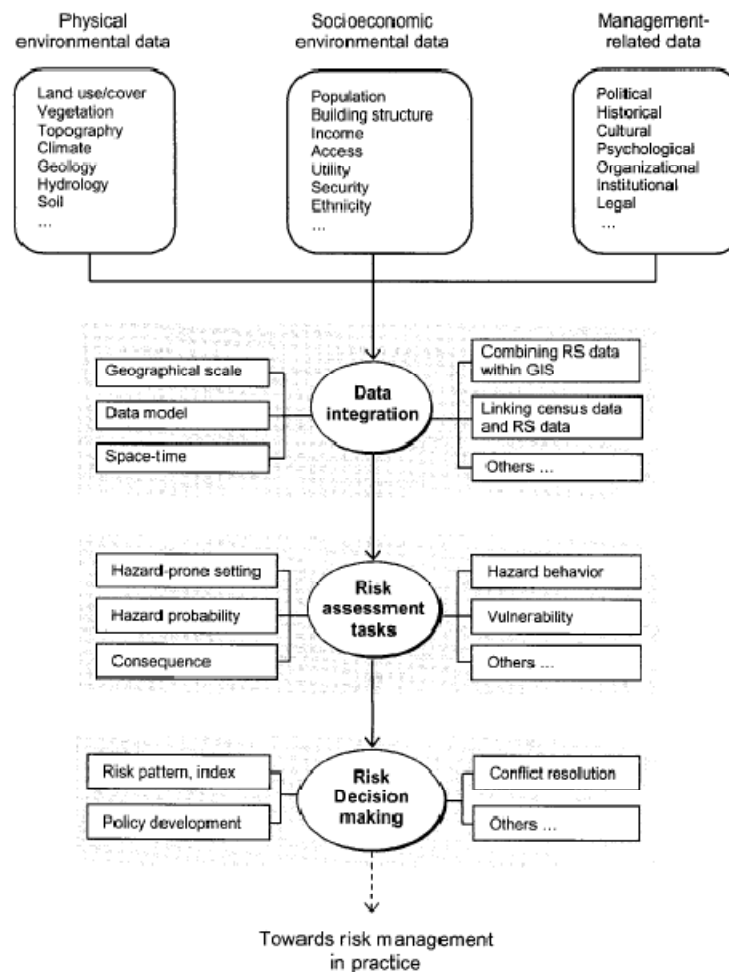 Physical
environmental data
Socioeconomic
environmental data
Management-
related data
Land use/cover
Vegetation
Topography
Climate
Geology
Hydrology
Soil
...
Population
Building structure
Income
Access
Utility
Security
Ethnicity
...
Political
Historical
Cultural
Psychological
Organizational
Institutional
Legal
...
Geographical scale
Data model
Space-time
Data
integration
Combining RS data
within GIS
Linking census data
and RS data
Others ...
Hazard-prone setting
Hazard probability
Consequence
Risk
assessment
tasks
Hazard behavior
Vulnerability
Others ...
Risk pattern, index
Policy development
Risk
Decision
making
Conflict resolution
Others ...
Towards risk management
in practice